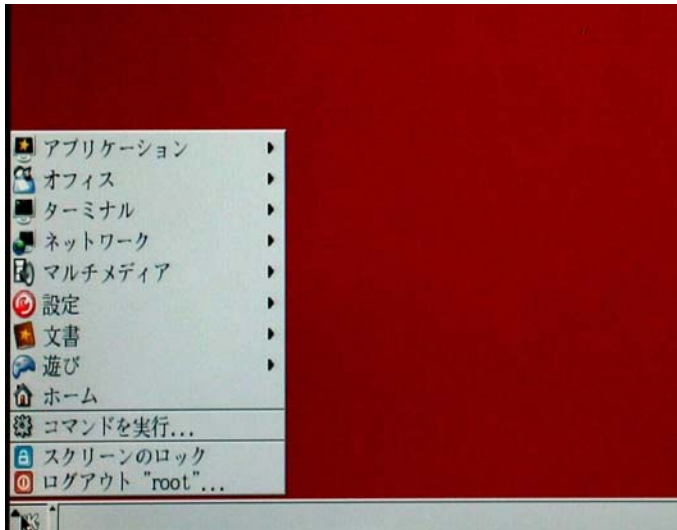 アプリケーション
オフィス
ターミナル
ネットワーク
マルチメディア
設定
文書
遊び
ホーム
コマンドを実行...
スクリーンのロック
ログアウト "root"...